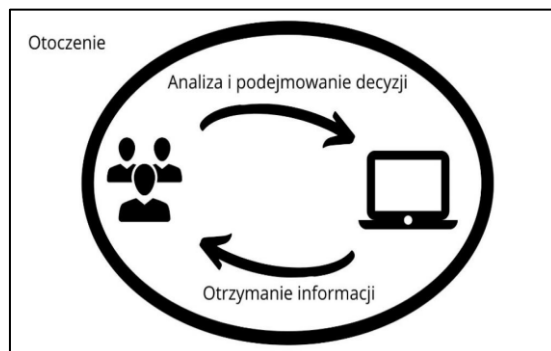 Otoczenie
Analiza i podejmowanie decyzji
Otrzymanie informacji